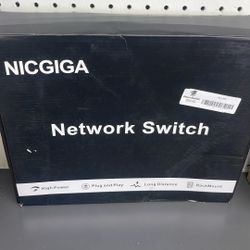 NICGIGA
Network Switch
High-Power
Plug and Play
Long Distance
RackMount